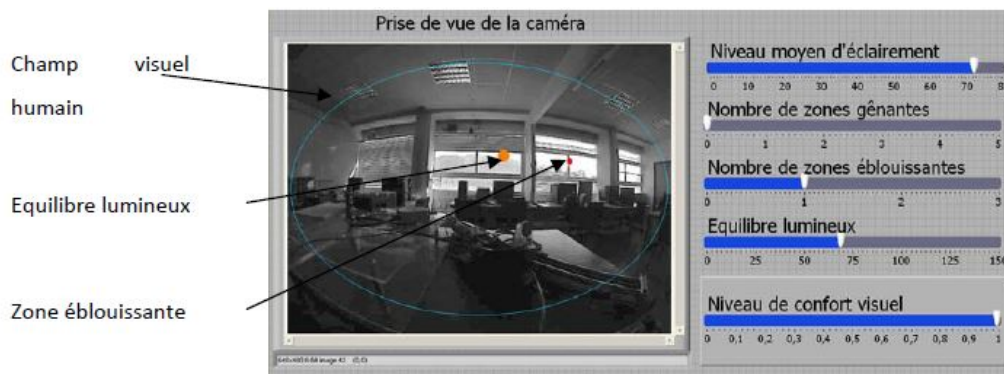 Prise de vue de la caméra
Champ visuel
humain
Equilibre lumineux
Zone éblouissante
Niveau moyen d'éclairement
0 10 20 30 40 50 60 70 8
Nombre de zones gênantes
0 1 2 3 4 5
Nombre de zones éblouissantes
0 1 2 3
Equilibre lumineux
0 25 50 75 100 125 150
Niveau de confort visuel
0 0,1 0,2 0,3 0,4 0,5 0,6 0,7 0,8 0,9 1